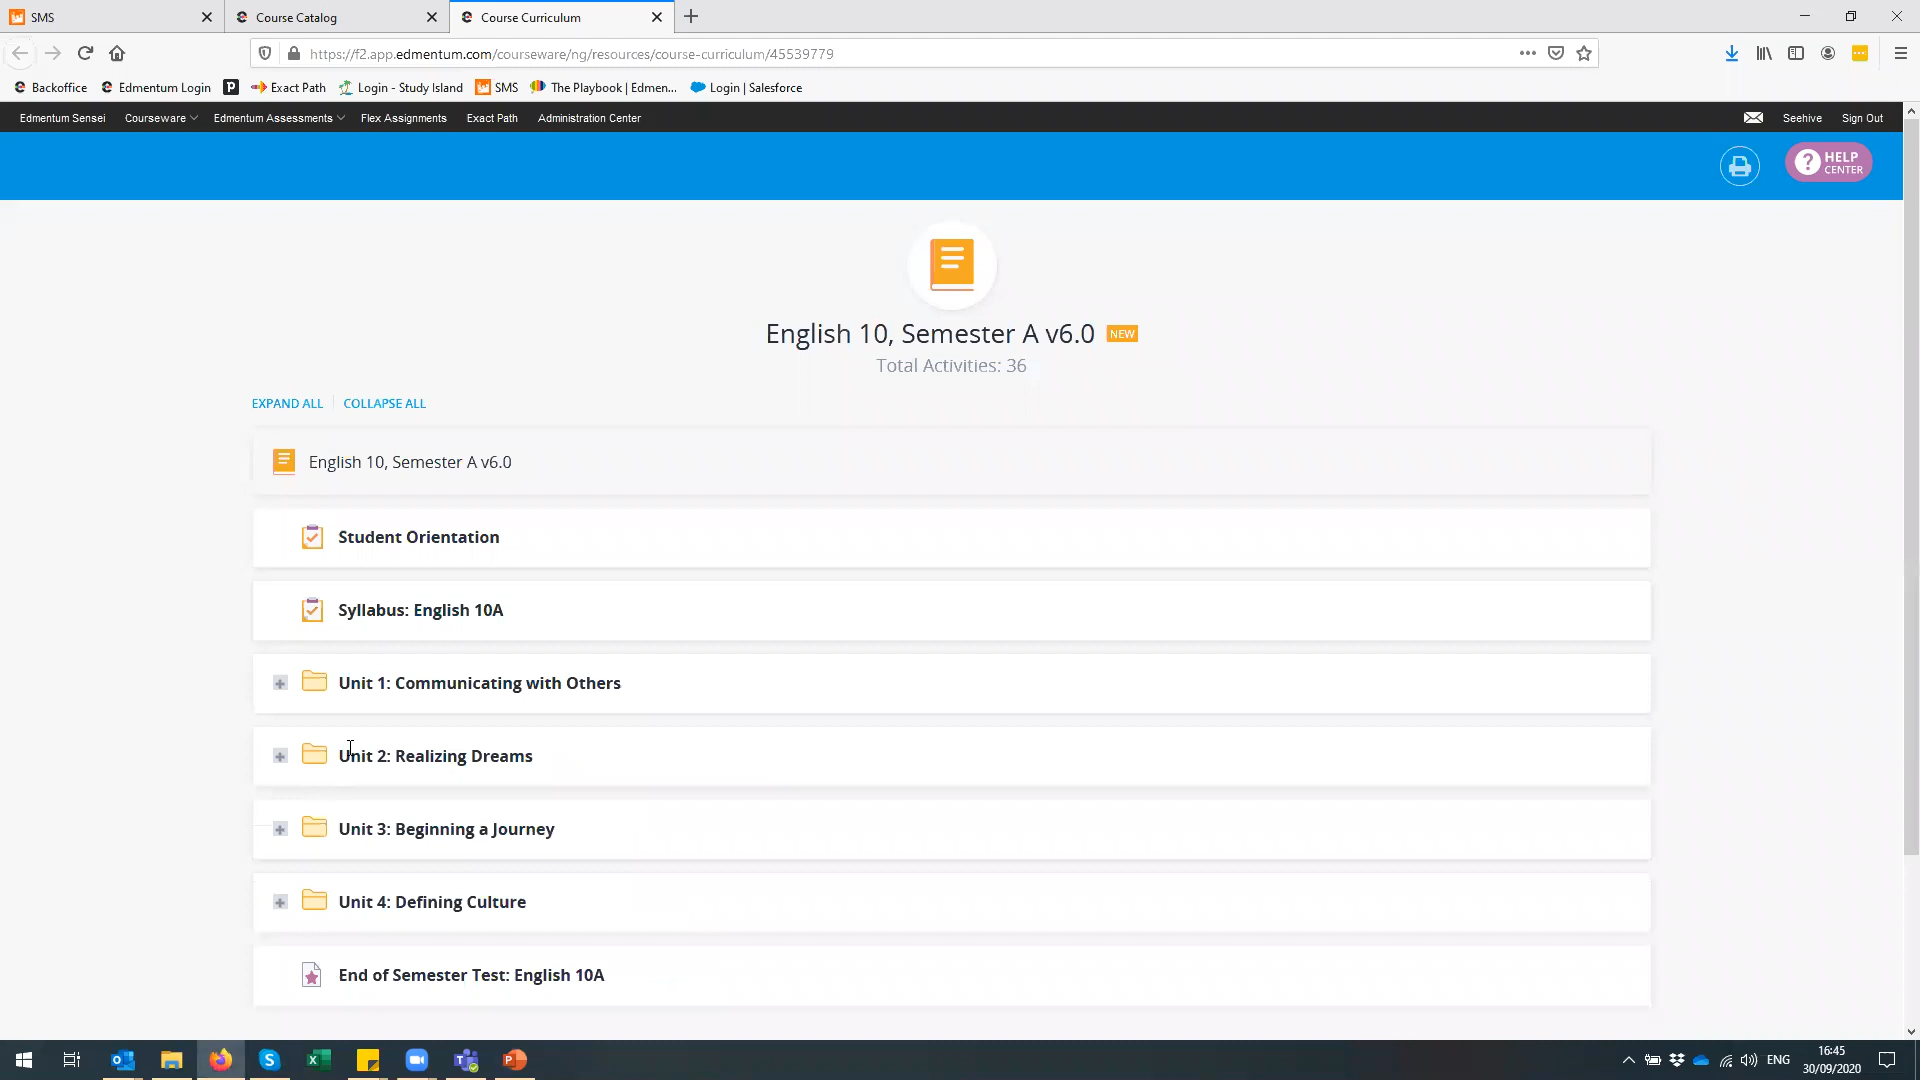 SMS
Course Catalog
Course Curriculum
https://f2.app.edmentum.com/courseware/ng/resources/course-curriculum/45539779
Backoffice
Edmentum Login
Exact Path
Login - Study Island
SMS
The Playbook | Edmen...
Login | Salesforce
Edmentum Sensei
Courseware
Edmentum Assessments
Flex Assignments
Exact Path
Administration Center
Seehive
Sign Out
? HELP
CENTER
English 10, Semester A v6.0 NEW
Total Activities: 36
EXPAND ALL
COLLAPSE ALL
English 10, Semester A v6.0
Student Orientation
Syllabus: English 10A
Unit 1: Communicating with Others
Unit 2: Realizing Dreams
Unit 3: Beginning a Journey
Unit 4: Defining Culture
End of Semester Test: English 10A
ENG
16:45
30/09/2020